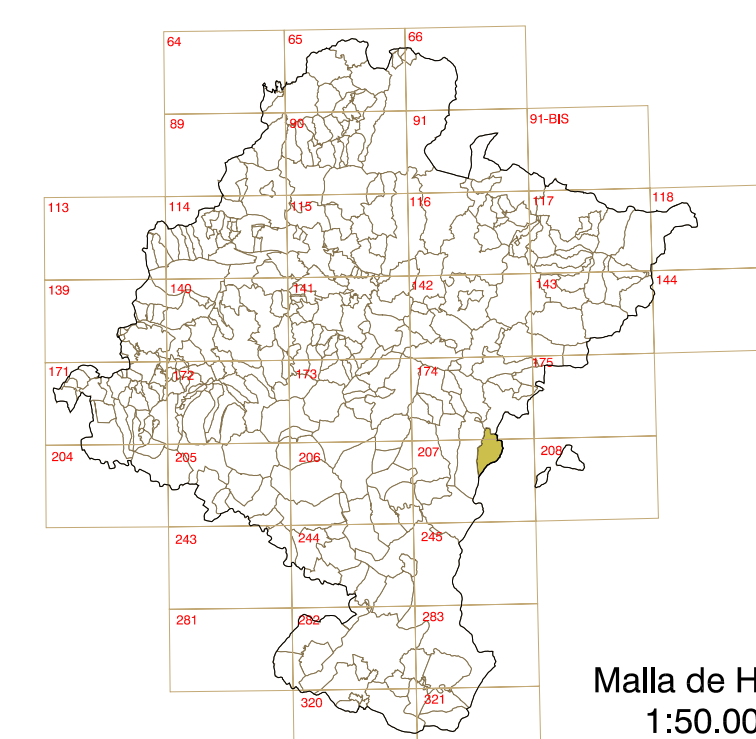 64 65 66
89 90 91 91-BIS
113 114 115 116 117 118
139 140 141 142 143 144
171 172 173 174 175
204 205 206 207 208
243 244 245
281 282 283
320 321
Malla de H
1:50.00